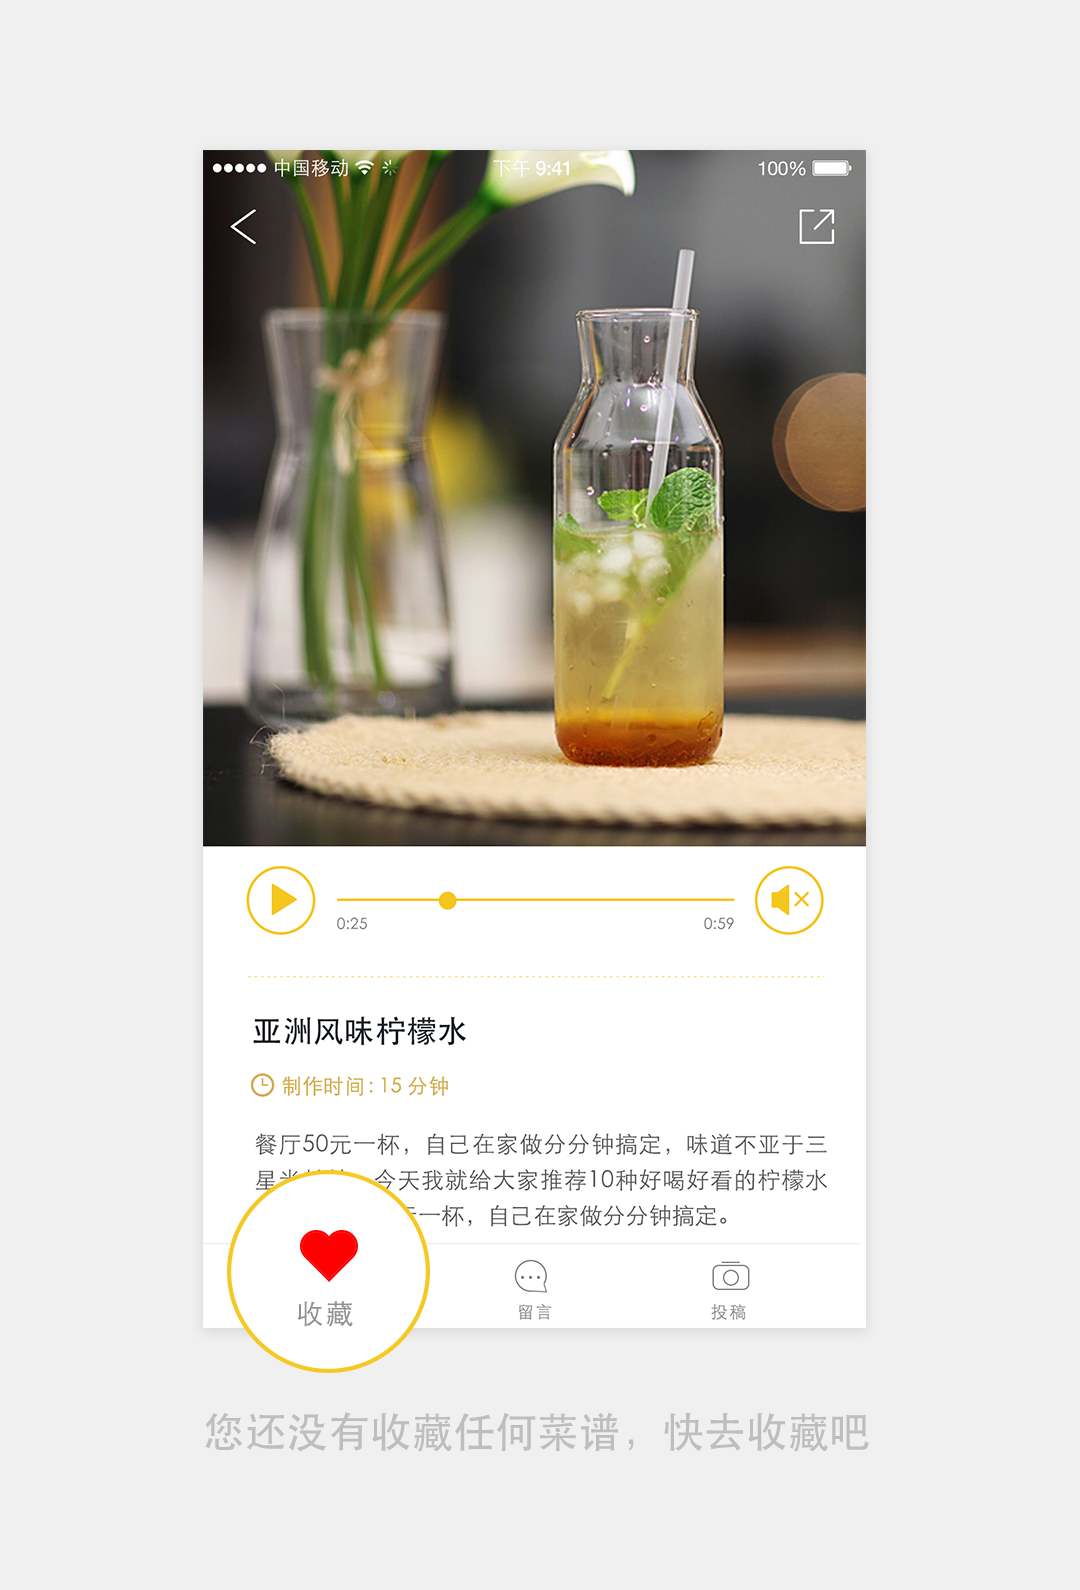 中国移动 下午 9:41 100%
0:25 0:59
亚洲风味柠檬水
制作时间: 15 分钟
餐厅50元一杯，自己在家做分分钟搞定，味道不亚于三
星 今天我就给大家推荐10种好喝好看的柠檬水
一杯，自己在家做分分钟搞定。
收藏
留言
投稿
您还没有收藏任何菜谱，快去收藏吧